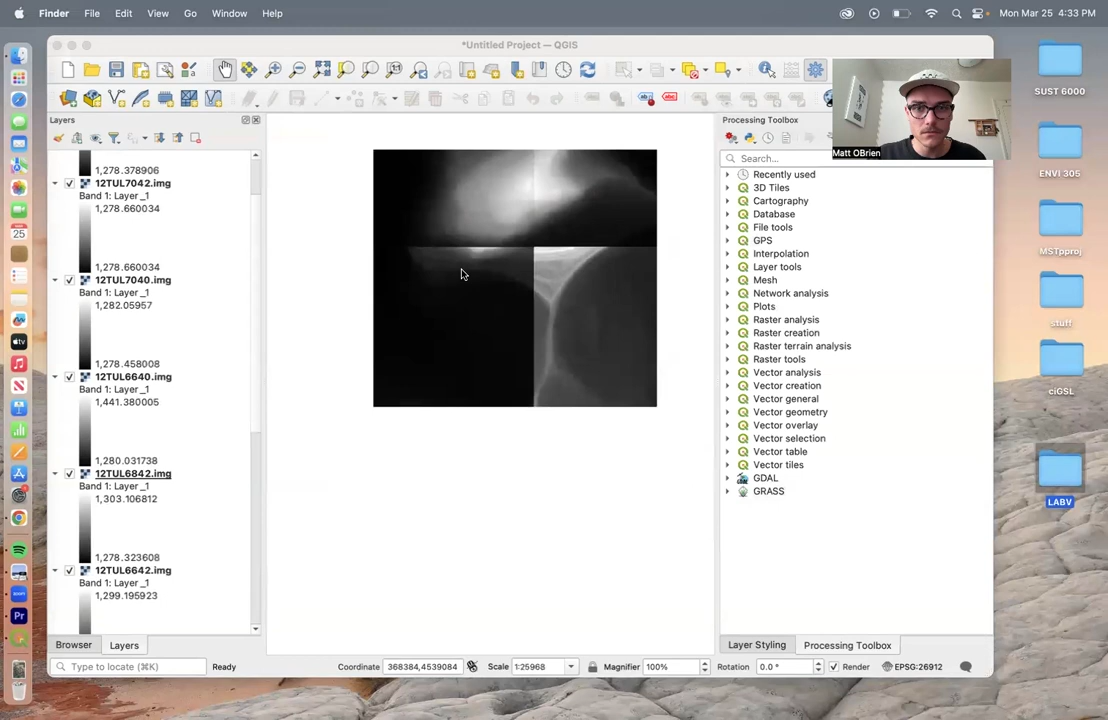 Finder File Edit View Go Window Help
Mon Mar 25 4:33 PM
*Untitled Project — QGIS
Layers
1,278.378906
12TUL7042.img
Band 1: Layer_1
1,278.660034
1,278.660034
12TUL7040.img
Band 1: Layer_1
1,282.05957
1,278.458008
12TUL6640.img
Band 1: Layer_1
1,441.380005
1,280.031738
12TUL6842.img
Band 1: Layer_1
1,303.106812
1,278.323608
12TUL6642.img
Band 1: Layer_1
1,299.195923
Browser Layers
Processing Toolbox
Search...
Recently used
3D Tiles
Cartography
Database
File tools
GPS
Interpolation
Layer tools
Mesh
Network analysis
Plots
Raster analysis
Raster creation
Raster terrain analysis
Raster tools
Vector analysis
Vector creation
Vector general
Vector geometry
Vector overlay
Vector selection
Vector table
Vector tiles
GDAL
GRASS
Layer Styling Processing Toolbox
Type to locate (⌘K) Ready Coordinate 368384,4539084 Scale 1:25968 Magnifier 100% Rotation 0.0 ° Render EPSG:26912
Matt OBrien
SUST 6000
ENVI 305
MSTpproj
stuff
ciGSL
LABV